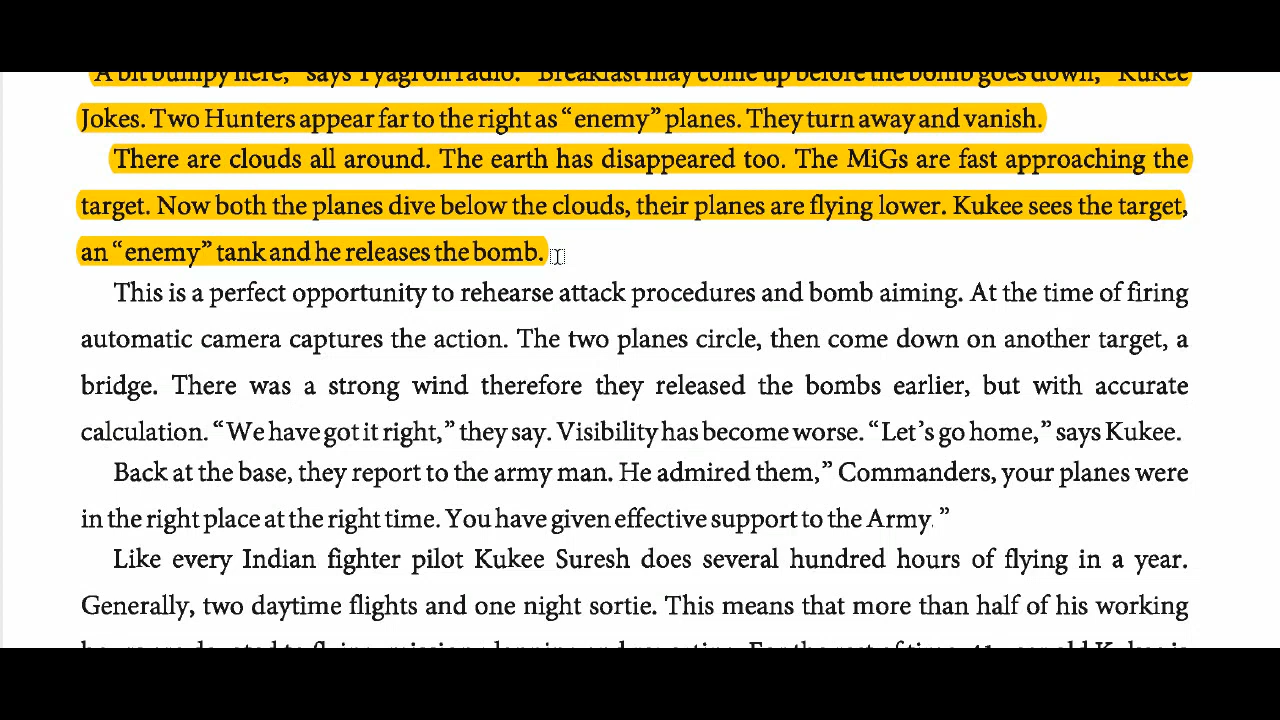 "A bit bumpy here," says Tyagi on radio. "Breakfast may come up before the bomb goes down," Kukee
Jokes. Two Hunters appear far to the right as “enemy” planes. They turn away and vanish.
There are clouds all around. The earth has disappeared too. The MiGs are fast approaching the
target. Now both the planes dive below the clouds, their planes are flying lower. Kukee sees the target,
an “enemy” tank and he releases the bomb.
This is a perfect opportunity to rehearse attack procedures and bomb aiming. At the time of firing
automatic camera captures the action. The two planes circle, then come down on another target, a
bridge. There was a strong wind therefore they released the bombs earlier, but with accurate
calculation. “We have got it right,” they say. Visibility has become worse. “Let’s go home,” says Kukee.
Back at the base, they report to the army man. He admired them,” Commanders, your planes were
in the right place at the right time. You have given effective support to the Army. ”
Like every Indian fighter pilot Kukee Suresh does several hundred hours of flying in a year.
Generally, two daytime flights and one night sortie. This means that more than half of his working